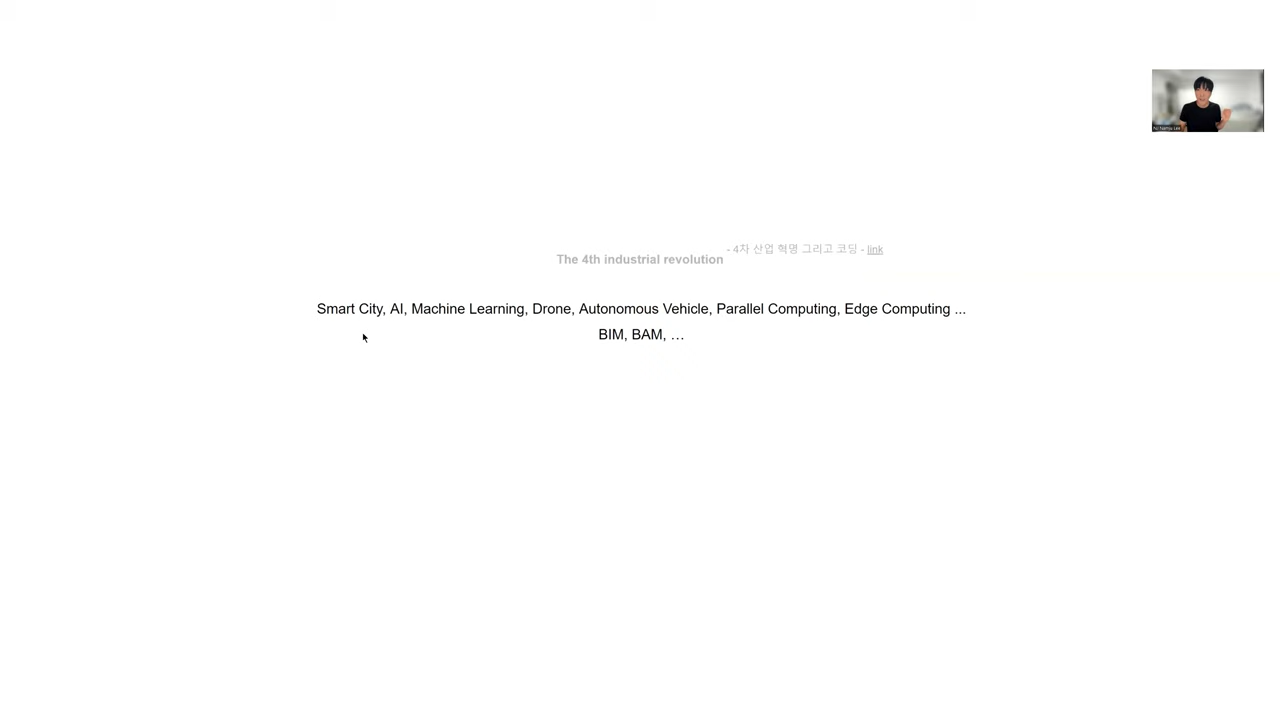 - 4차 산업 혁명 그리고 코딩 - link
The 4th industrial revolution
Smart City, AI, Machine Learning, Drone, Autonomous Vehicle, Parallel Computing, Edge Computing ...
BIM, BAM, …